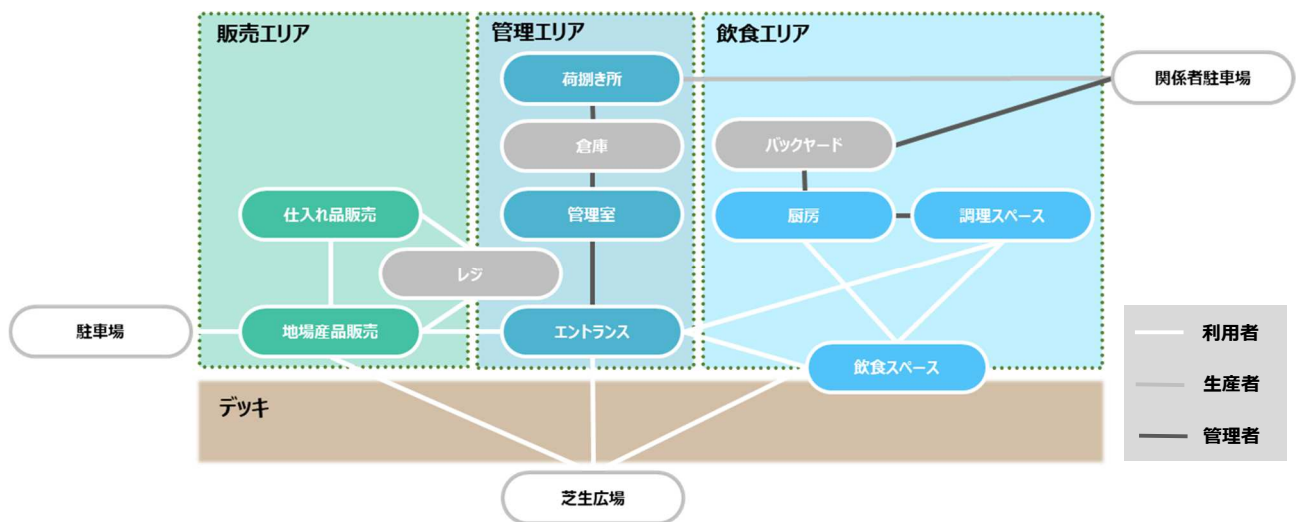 販売エリア
管理エリア
飲食エリア
荷捌き所
関係者駐車場
倉庫
バックヤード
仕入れ品販売
管理室
厨房
調理スペース
レジ
駐車場
地場産品販売
エントランス
飲食スペース
利用者
生産者
管理者
デッキ
芝生広場